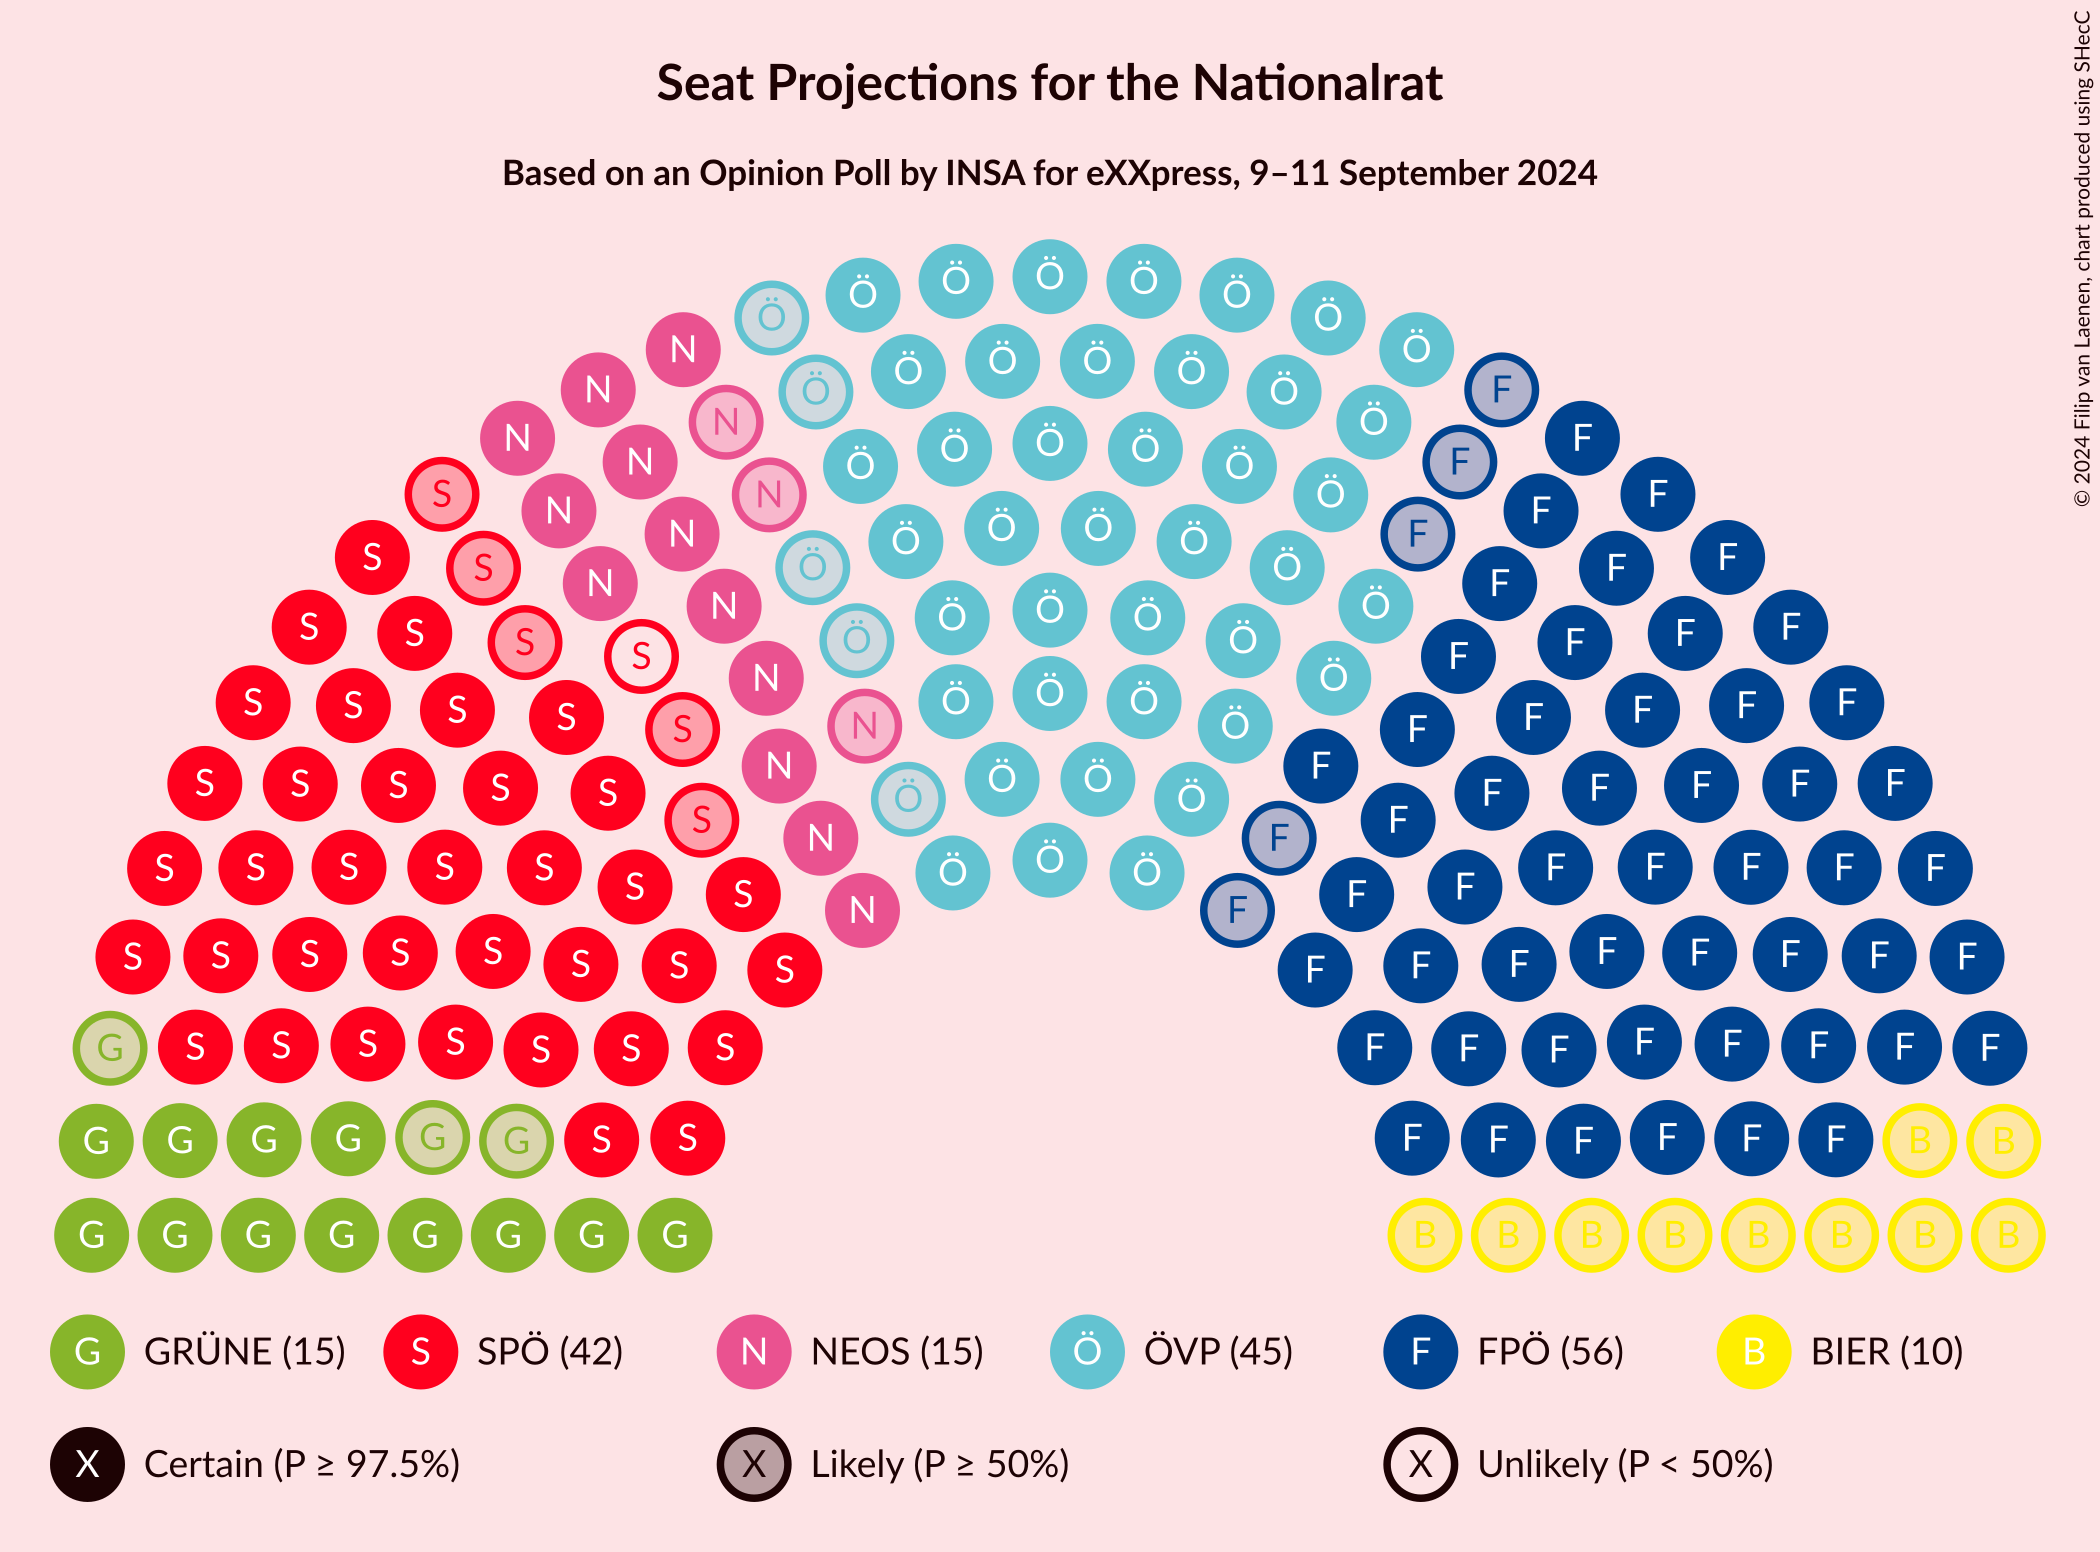 Seat Projections for the Nationalrat
Based on an Opinion Poll by INSA for eXXpress, 9–11 September 2024
© 2024 Filip van Laenen, chart produced using SHecC
Ö Ö Ö Ö Ö Ö Ö Ö
N Ö Ö Ö Ö Ö Ö Ö F
N N Ö Ö Ö Ö Ö Ö F F
N N N Ö Ö Ö Ö Ö Ö F F F
S N N Ö Ö Ö Ö Ö Ö F F F
S S N N Ö Ö Ö Ö Ö Ö F F F
S S S S N Ö Ö Ö Ö Ö F F F F
S S S S S N N Ö Ö Ö Ö F F F F F F
S S S S S S N Ö Ö Ö Ö F F F F F F F
S S S S S S S N Ö Ö Ö F F F F F F F F
S S S S S S S S F F F F F F F F
G S S S S S S S F F F F F F F F
G G G G G G S S F F F F F F B B
G G G G G G G G B B B B B B B B
G GRÜNE (15) S SPÖ (42) N NEOS (15) Ö ÖVP (45) F FPÖ (56) B BIER (10)
X Certain (P ≥ 97.5%) X Likely (P ≥ 50%) X Unlikely (P < 50%)